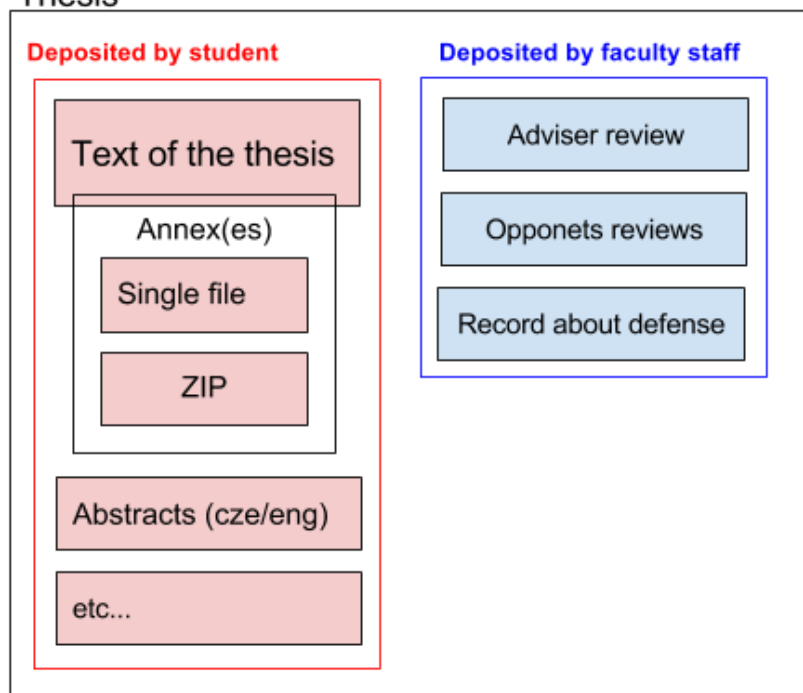 Thesis
Deposited by student
Text of the thesis
Annex(es)
Single file
ZIP
Abstracts (cze/eng)
etc...
Deposited by faculty staff
Adviser review
Opponets reviews
Record about defense